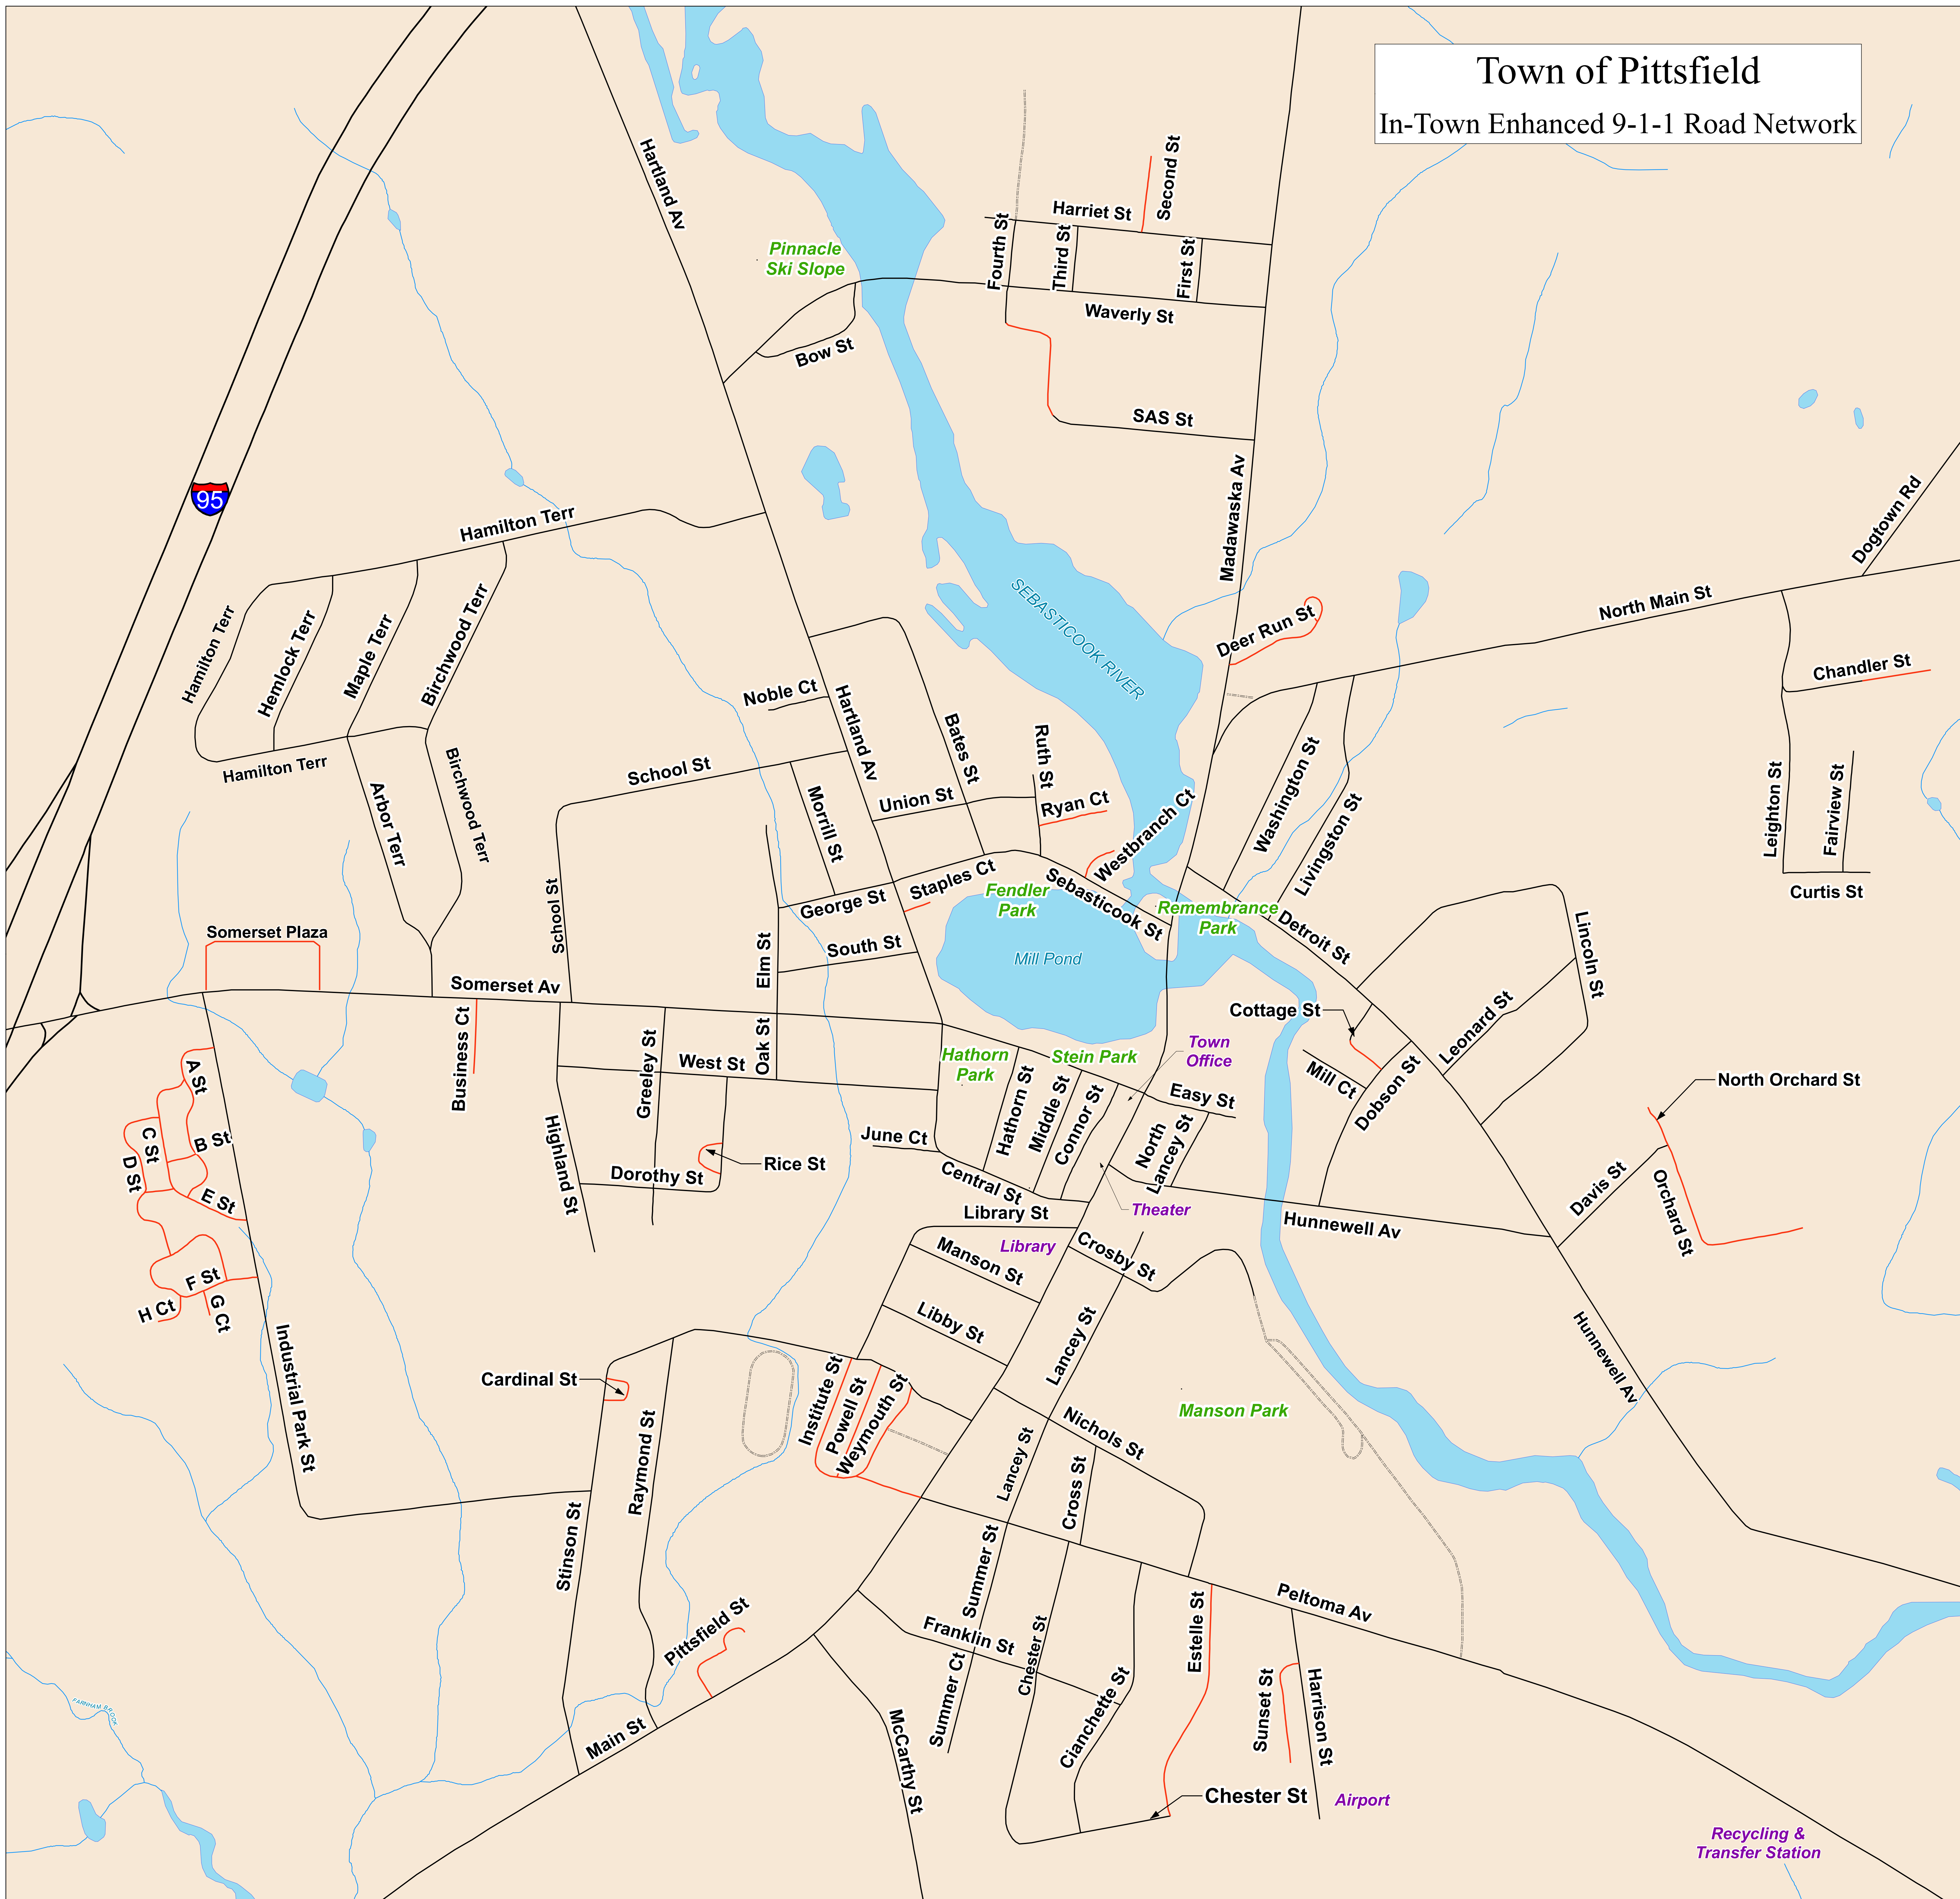 Town of Pittsfield
In-Town Enhanced 9-1-1 Road Network
Hartland Av
Second St
Harriet St
Pinnacle
Ski Slope
Fourth St
Third St
First St
Waverly St
Bow St
SAS St
Madawaska Av
95
Hamilton Terr
Dogtown Rd
SEBASTICOOK RIVER
Deer Run St
North Main St
Hamilton Terr
Hemlock Terr
Maple Terr
Birchwood Terr
Chandler St
Noble Ct
Hartland Av
Bates St
Ruth St
Washington St
Livingston St
Hamilton Terr
Arbor Terr
Birchwood Terr
School St
Morrill St
Union St
Ryan Ct
Westbranch Ct
Leighton St
Fairview St
Curtis St
Staples Ct
George St
Fendler
Park
Sebasticook St
Remembrance
Park
Detroit St
Lincoln St
School St
Somerset Plaza
Elm St
South St
Mill Pond
Somerset Av
Cottage St
Leonard St
Business Ct
Greeley St
West St
Oak St
Hathorn
Park
Stein Park
Town
Office
Mill Ct
Dobson St
North Orchard St
A St
B St
C St
D St
E St
Highland St
Dorothy St
Rice St
June Ct
Hathorn St
Middle St
Connor St
Easy St
North
Lancey St
Central St
Library St
Theater
Hunnewell Av
Davis St
Orchard St
Library
Manson St
Crosby St
F St
G Ct
H Ct
Libby St
Lancey St
Hunnewell Av
Industrial Park St
Cardinal St
Institute St
Powell St
Weymouth St
Raymond St
Manson Park
Nichols St
Lancey St
Cross St
Stinson St
Summer St
Peltoma Av
Pittsfield St
Franklin St
Chester St
Estelle St
Summer Ct
Cianchette St
Sunset St
Harrison St
FARNHAM BROOK
Main St
McCarthy St
Chester St
Airport
Recycling &
Transfer Station